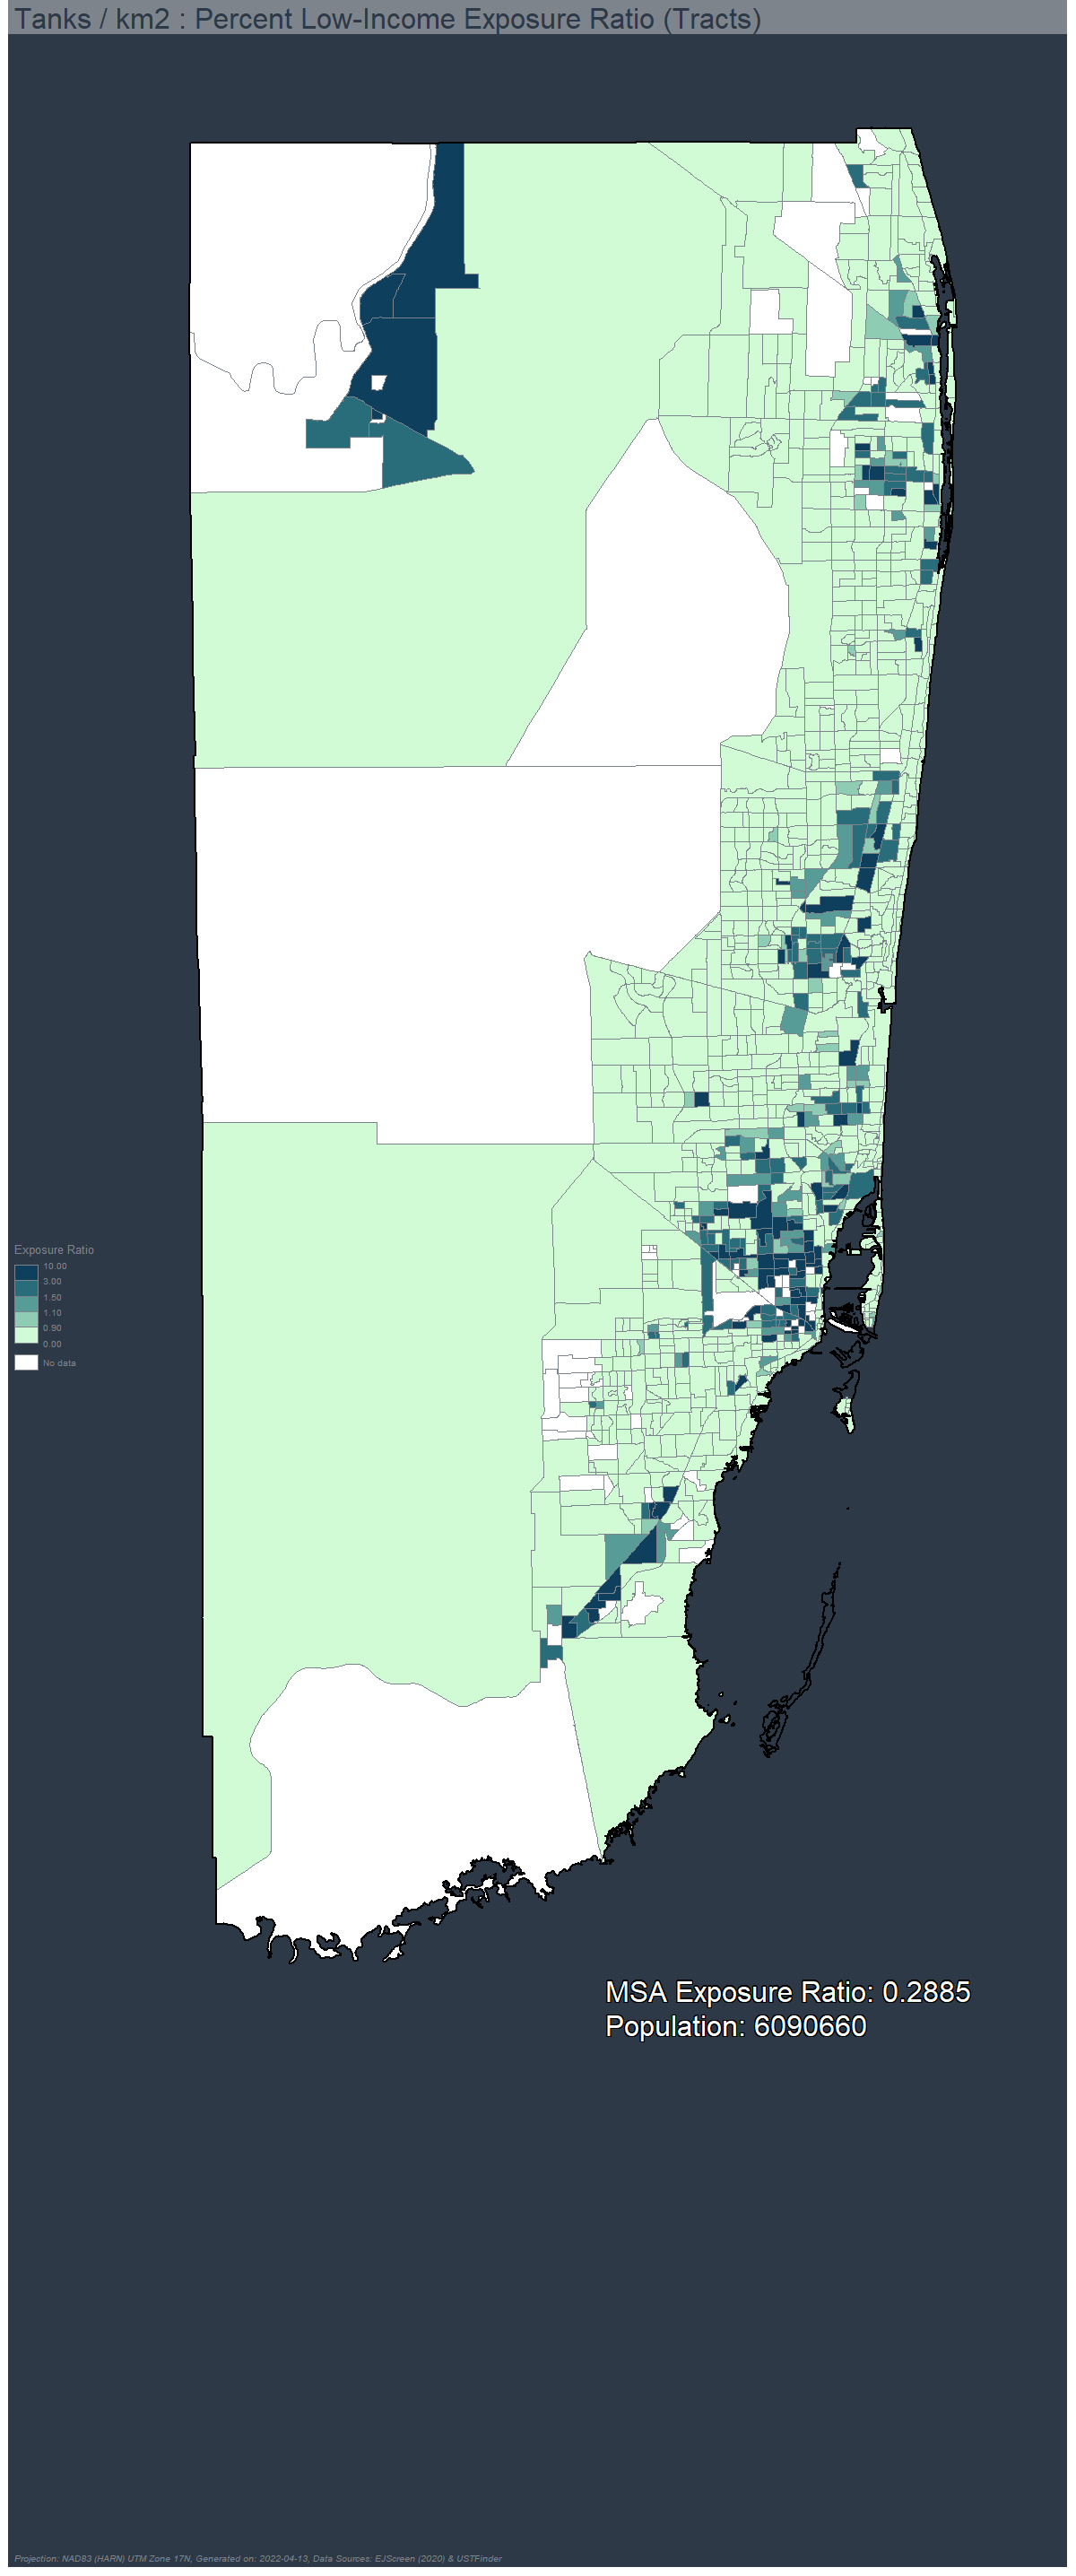 Tanks / km2 : Percent Low-Income Exposure Ratio (Tracts)
Exposure Ratio
10.00
3.00
1.50
1.10
0.90
0.00
No data
MSA Exposure Ratio: 0.2885
Population: 6090660
Projection: NAD83 (HARN) UTM Zone 17N, Generated on: 2022-04-13, Data Sources: EJScreen (2020) & USTFinder